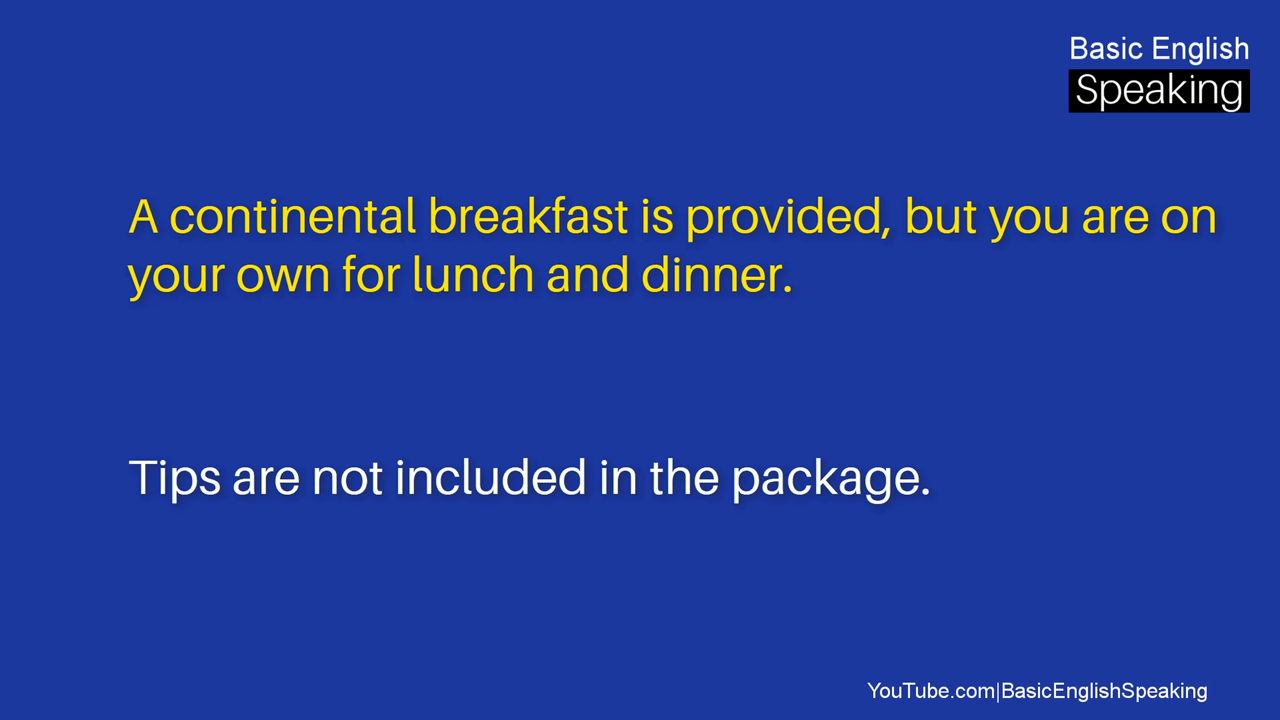 Basic English
Speaking
A continental breakfast is provided, but you are on
your own for lunch and dinner.
Tips are not included in the package.
YouTube.com|BasicEnglishSpeaking